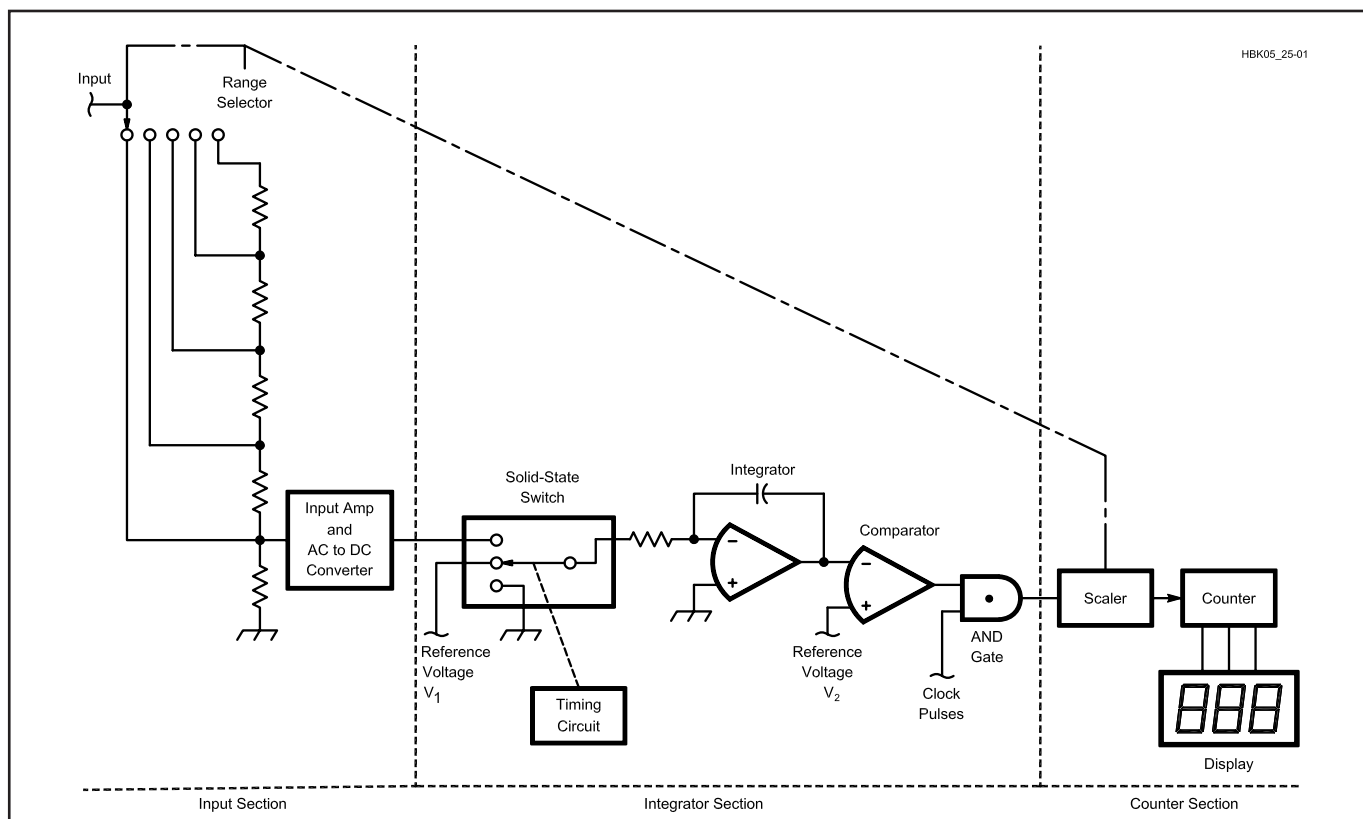 HBK05_25-01
Input
Range
Selector
Solid-State
Switch
Integrator
Input Amp
and
AC to DC
Converter
Comparator
Scaler
Counter
AND
Gate
Reference
Voltage
V1
Reference
Voltage
V2
Timing
Circuit
Clock
Pulses
888
Display
Input Section
Integrator Section
Counter Section